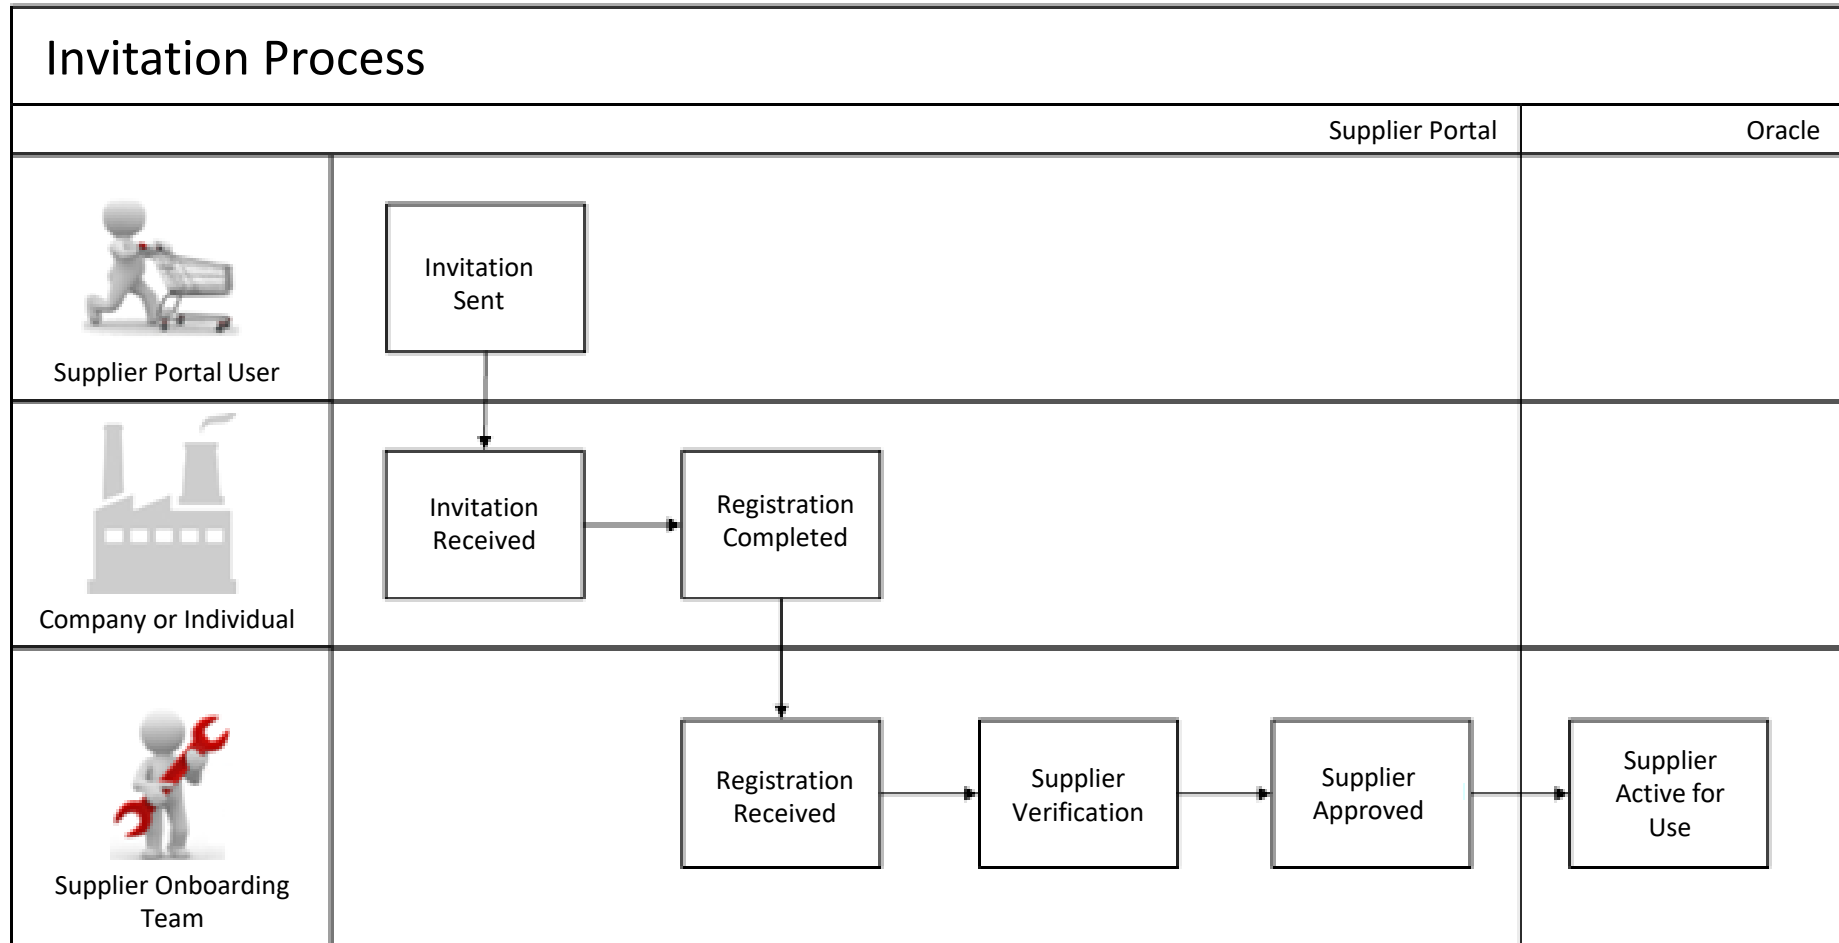 Invitation Process
Supplier Portal
Oracle
Invitation
Sent
Supplier Portal User
Invitation
Received
Registration
Completed
Company or Individual
Registration
Received
Supplier
Verification
Supplier
Approved
Supplier
Active for
Use
Supplier Onboarding
Team